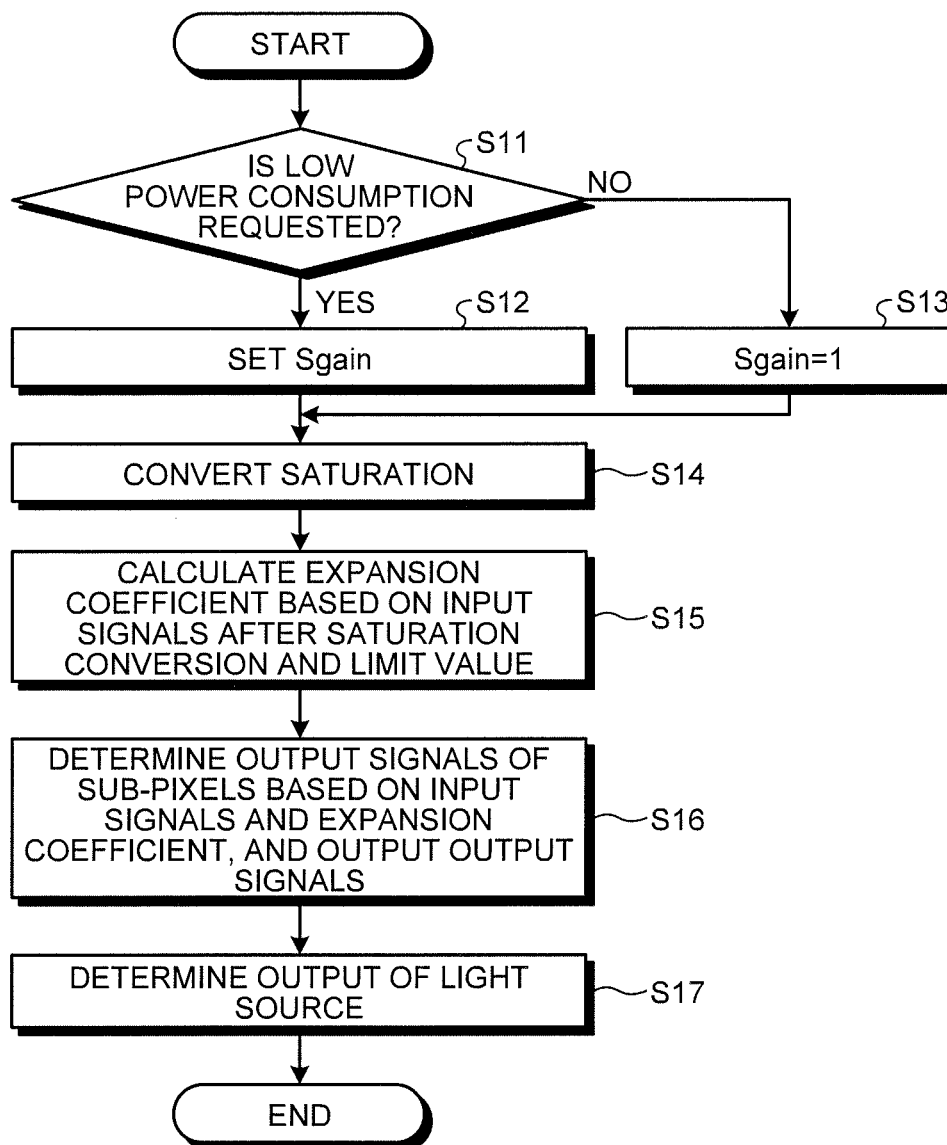 START
S11
IS LOW
POWER CONSUMPTION
REQUESTED?
NO
YES
S12
S13
SET Sgain
Sgain=1
CONVERT SATURATION
S14
CALCULATE EXPANSION
COEFFICIENT BASED ON INPUT
SIGNALS AFTER SATURATION
CONVERSION AND LIMIT VALUE
S15
DETERMINE OUTPUT SIGNALS OF
SUB-PIXELS BASED ON INPUT
SIGNALS AND EXPANSION
COEFFICIENT, AND OUTPUT OUTPUT
SIGNALS
S16
DETERMINE OUTPUT OF LIGHT
SOURCE
S17
END